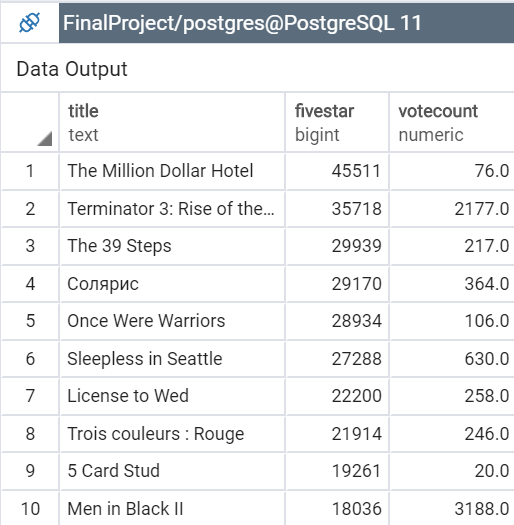 FinalProject/postgres@PostgreSQL 11
Data Output
title fivestar votecount
text bigint numeric
1 The Million Dollar Hotel 45511 76.0
2 Terminator 3: Rise of the... 35718 2177.0
3 The 39 Steps 29939 217.0
4 Солярис 29170 364.0
5 Once Were Warriors 28934 106.0
6 Sleepless in Seattle 27288 630.0
7 License to Wed 22200 258.0
8 Trois couleurs : Rouge 21914 246.0
9 5 Card Stud 19261 20.0
10 Men in Black II 18036 3188.0